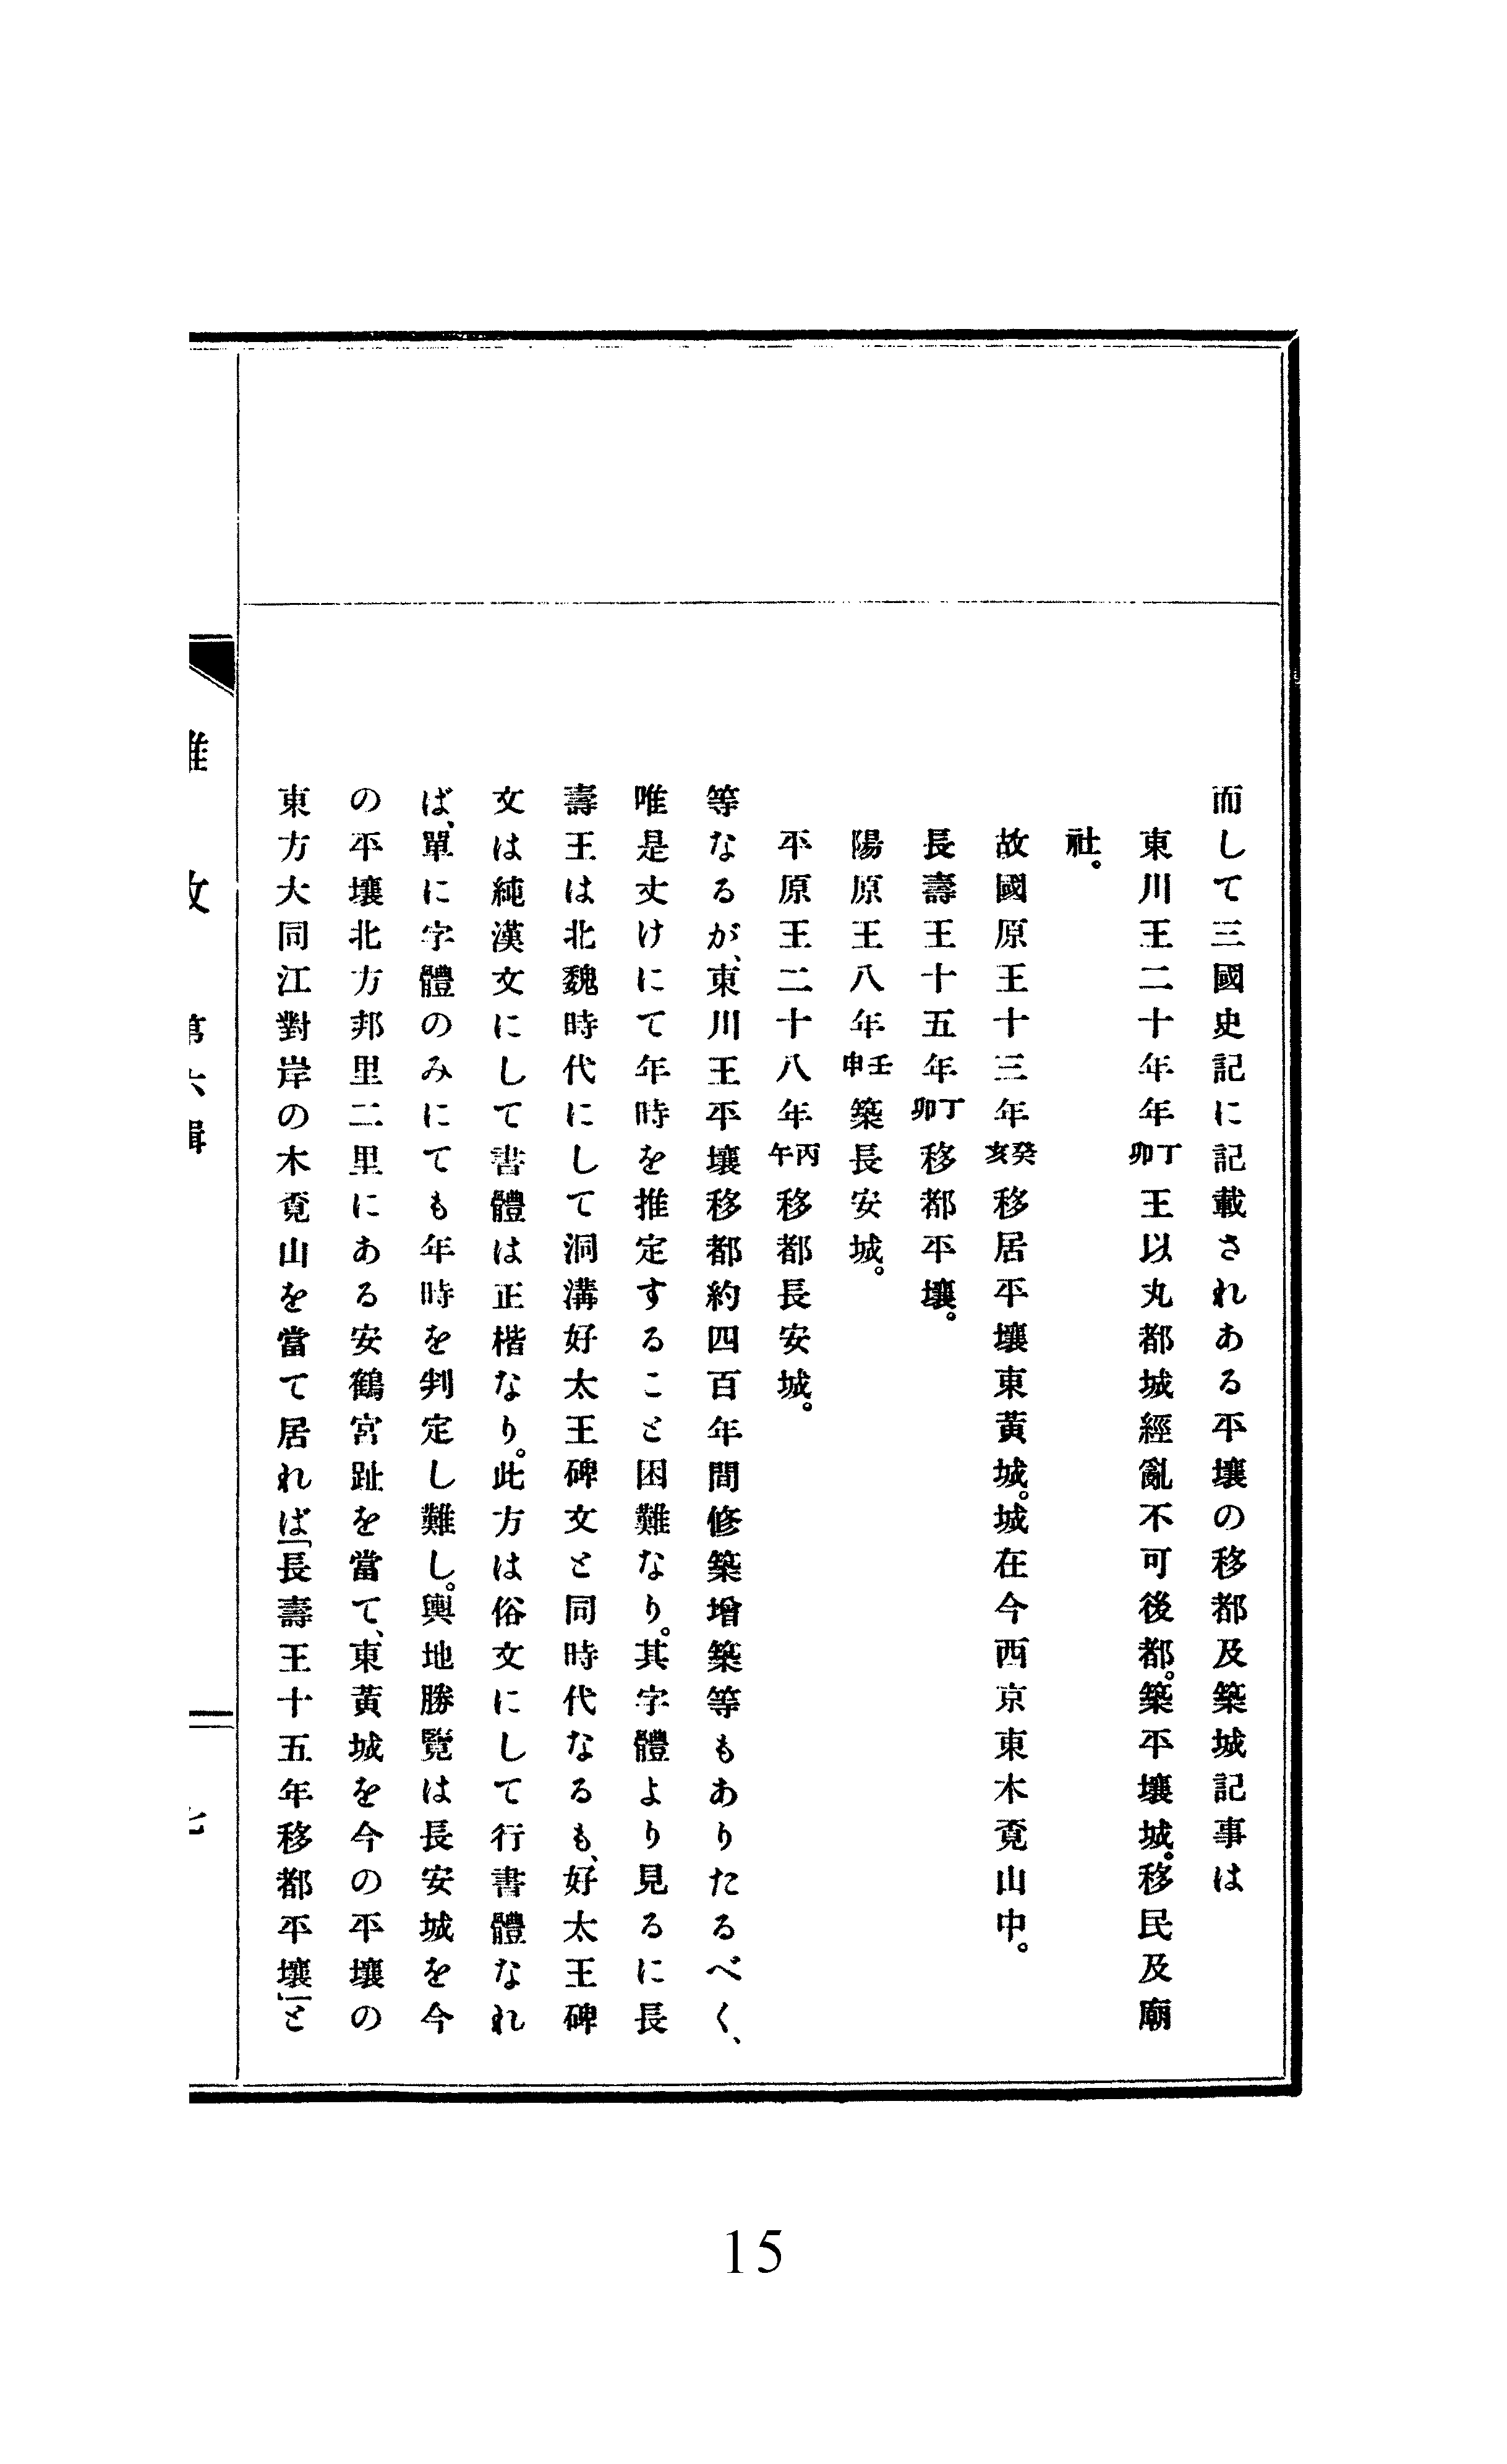 而して三國史記に記載されある平壤の移都及築城記事は
東川王二十年年丁卯王以丸都城經亂不可後都。築平壤城。移民及廟
社。
故國原王十三年癸亥移居平壤東黃城。城在今西京東木覔山中。
長壽王十五年丁卯移都平壤。
陽原王八年壬申築長安城。
平原王二十八年丙午移都長安城。
等なるが、東川王平壤移都約四百年間修築增築等もありたるべく、
唯是丈けにて年時を推定すること困難なり。其字體より見るに長
壽王は北魏時代にして洞溝好太王碑文と同時代なるも、好太王碑
文は純漢文にして書體は正楷なり。此方は俗文にして行書體なれ
ば、單に字體のみにても年時を判定し難し。輿地勝覽は長安城を今
の平壤北方邦里二里にある安鶴宮趾を當て、東黃城を今の平壤の
東方大同江對岸の木覔山を當て居れば「長壽王十五年移都平壤」と
15